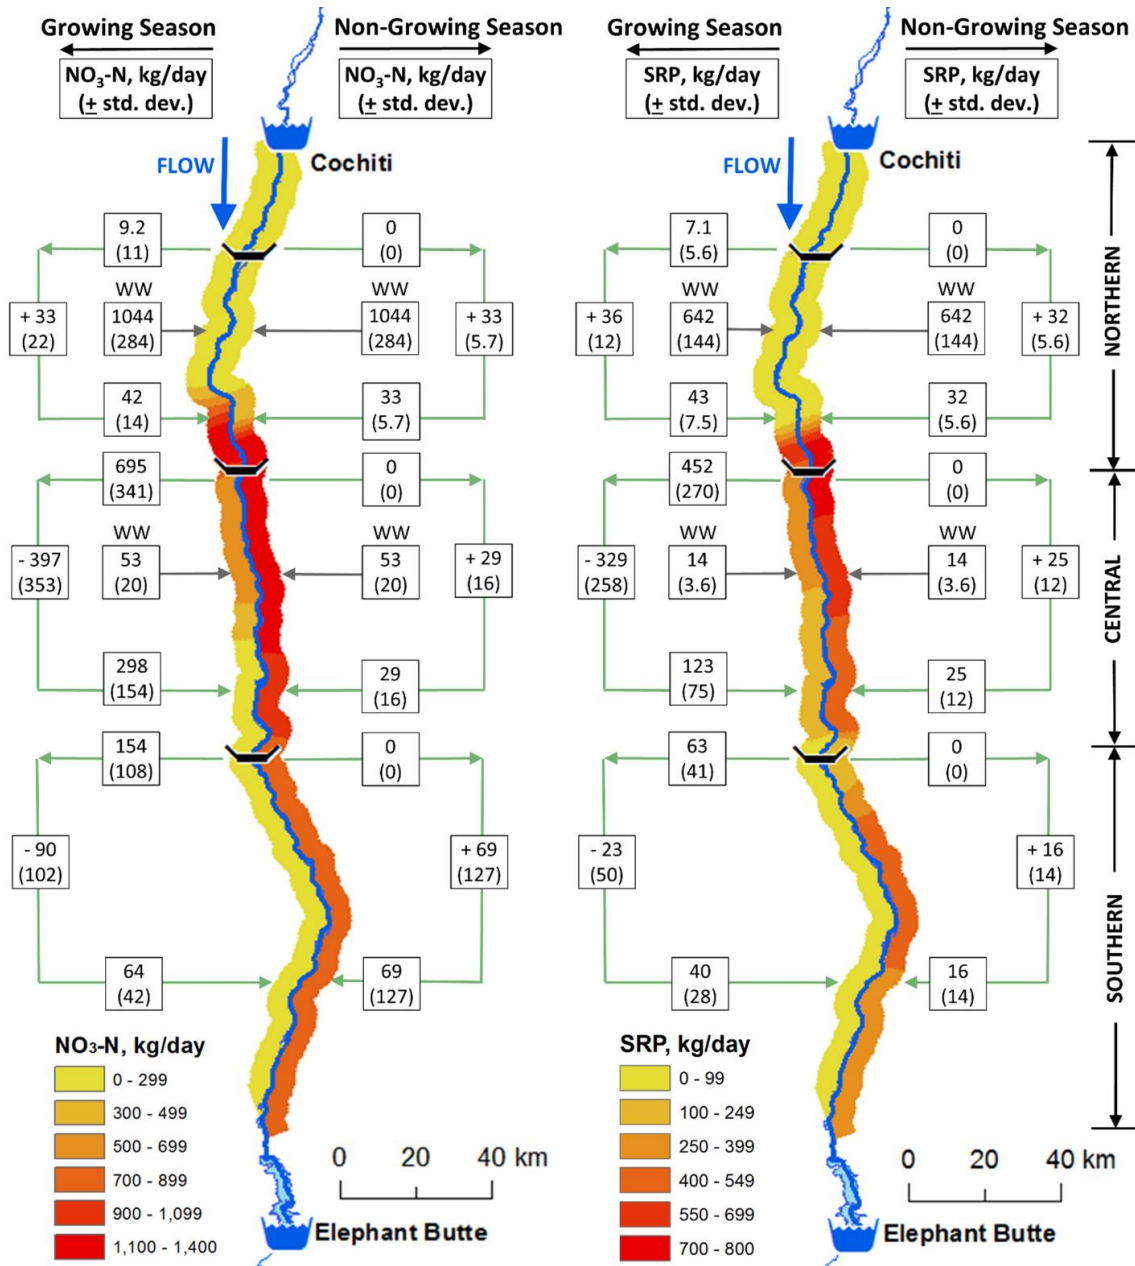 Growing Season
Non-Growing Season
NO₃-N, kg/day
(± std. dev.)
NO₃-N, kg/day
(± std. dev.)
Cochiti
FLOW
9.2
(11)
0
(0)
WW
1044
(284)
WW
1044
(284)
+ 33
(22)
+ 33
(5.7)
42
(14)
33
(5.7)
695
(341)
0
(0)
WW
53
(20)
WW
53
(20)
- 397
(353)
+ 29
(16)
298
(154)
29
(16)
154
(108)
0
(0)
- 90
(102)
+ 69
(127)
64
(42)
69
(127)
NO₃-N, kg/day
0 - 299
300 - 499
500 - 699
700 - 899
900 - 1,099
1,100 - 1,400
0 20 40 km
Elephant Butte
Growing Season
Non-Growing Season
SRP, kg/day
(± std. dev.)
SRP, kg/day
(± std. dev.)
Cochiti
FLOW
7.1
(5.6)
0
(0)
WW
642
(144)
WW
642
(144)
+ 36
(12)
+ 32
(5.6)
43
(7.5)
32
(5.6)
452
(270)
0
(0)
WW
14
(3.6)
WW
14
(3.6)
- 329
(258)
+ 25
(12)
123
(75)
25
(12)
63
(41)
0
(0)
- 23
(50)
+ 16
(14)
40
(28)
16
(14)
SRP, kg/day
0 - 99
100 - 249
250 - 399
400 - 549
550 - 699
700 - 800
0 20 40 km
Elephant Butte
NORTHERN
CENTRAL
SOUTHERN